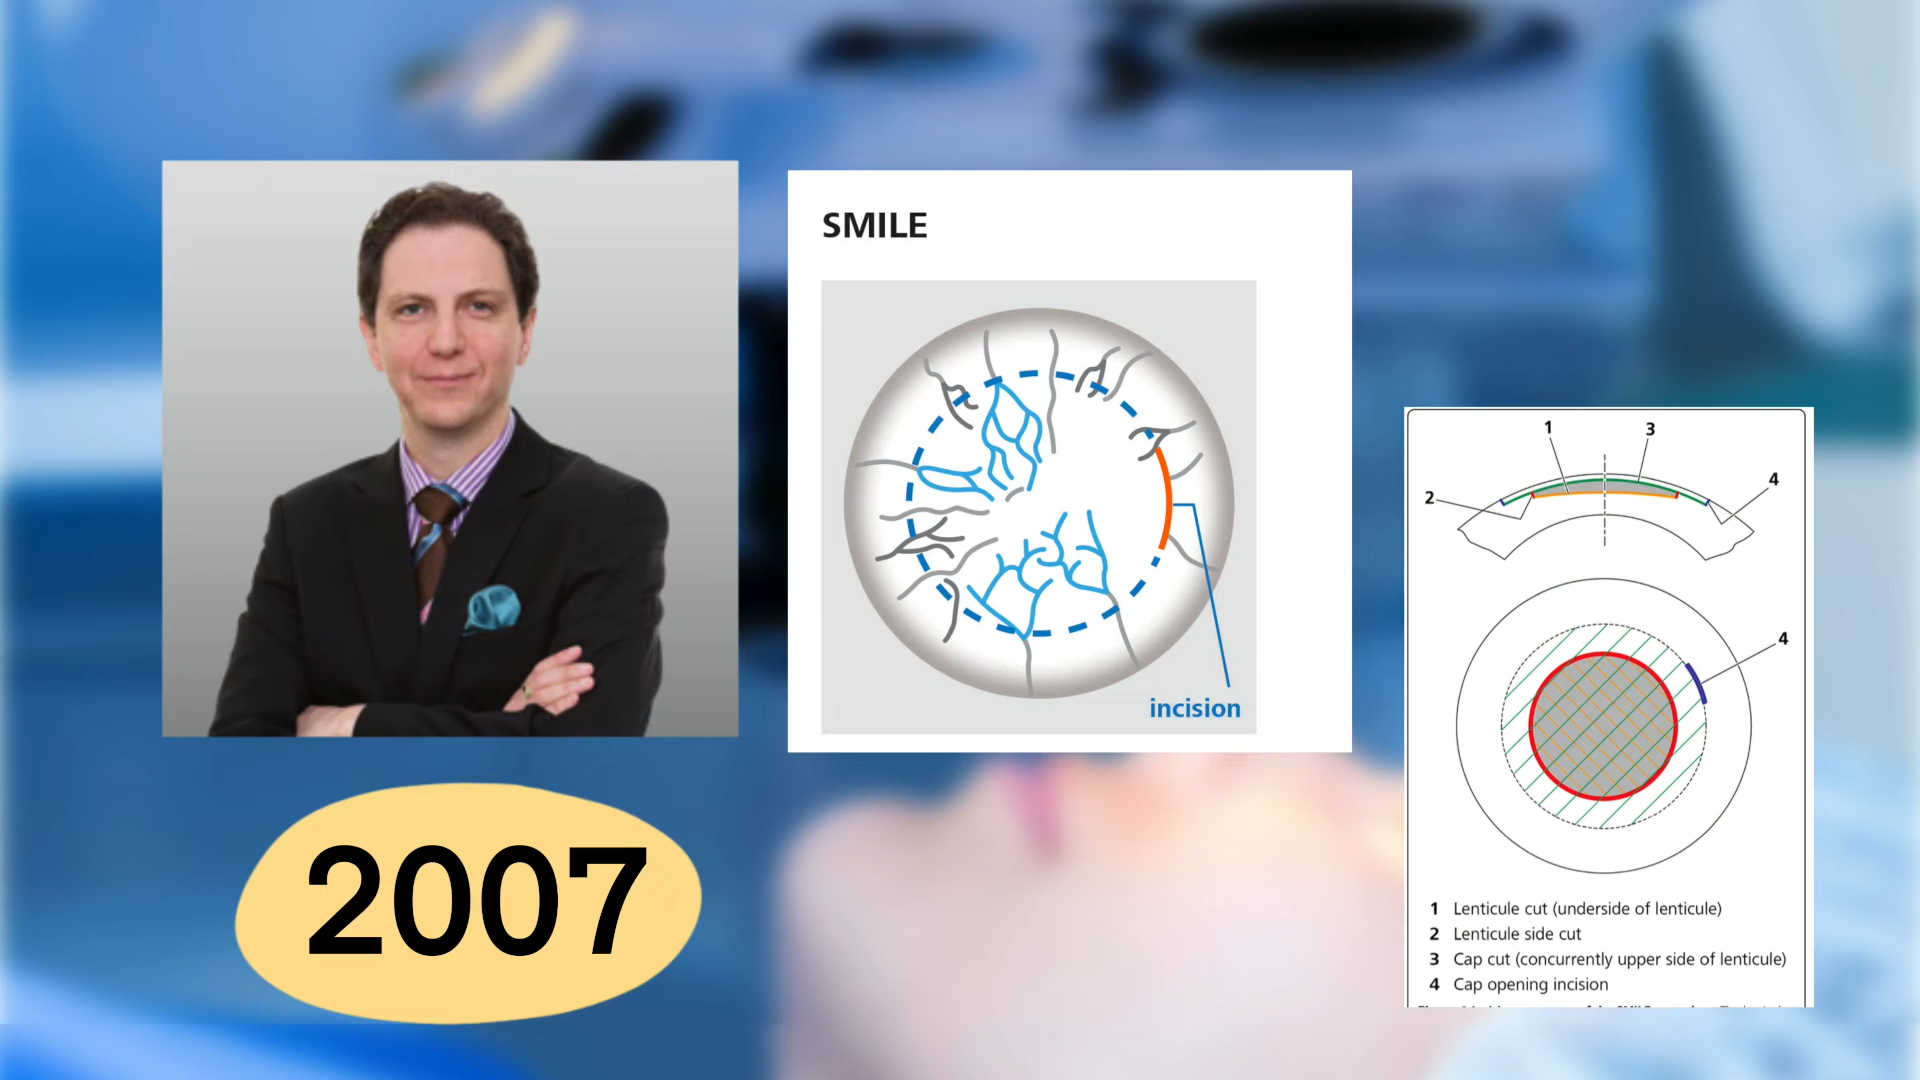 SMILE
incision
2007
1
3
2
4
4
1 Lenticule cut (underside of lenticule)
2 Lenticule side cut
3 Cap cut (concurrently upper side of lenticule)
4 Cap opening incision